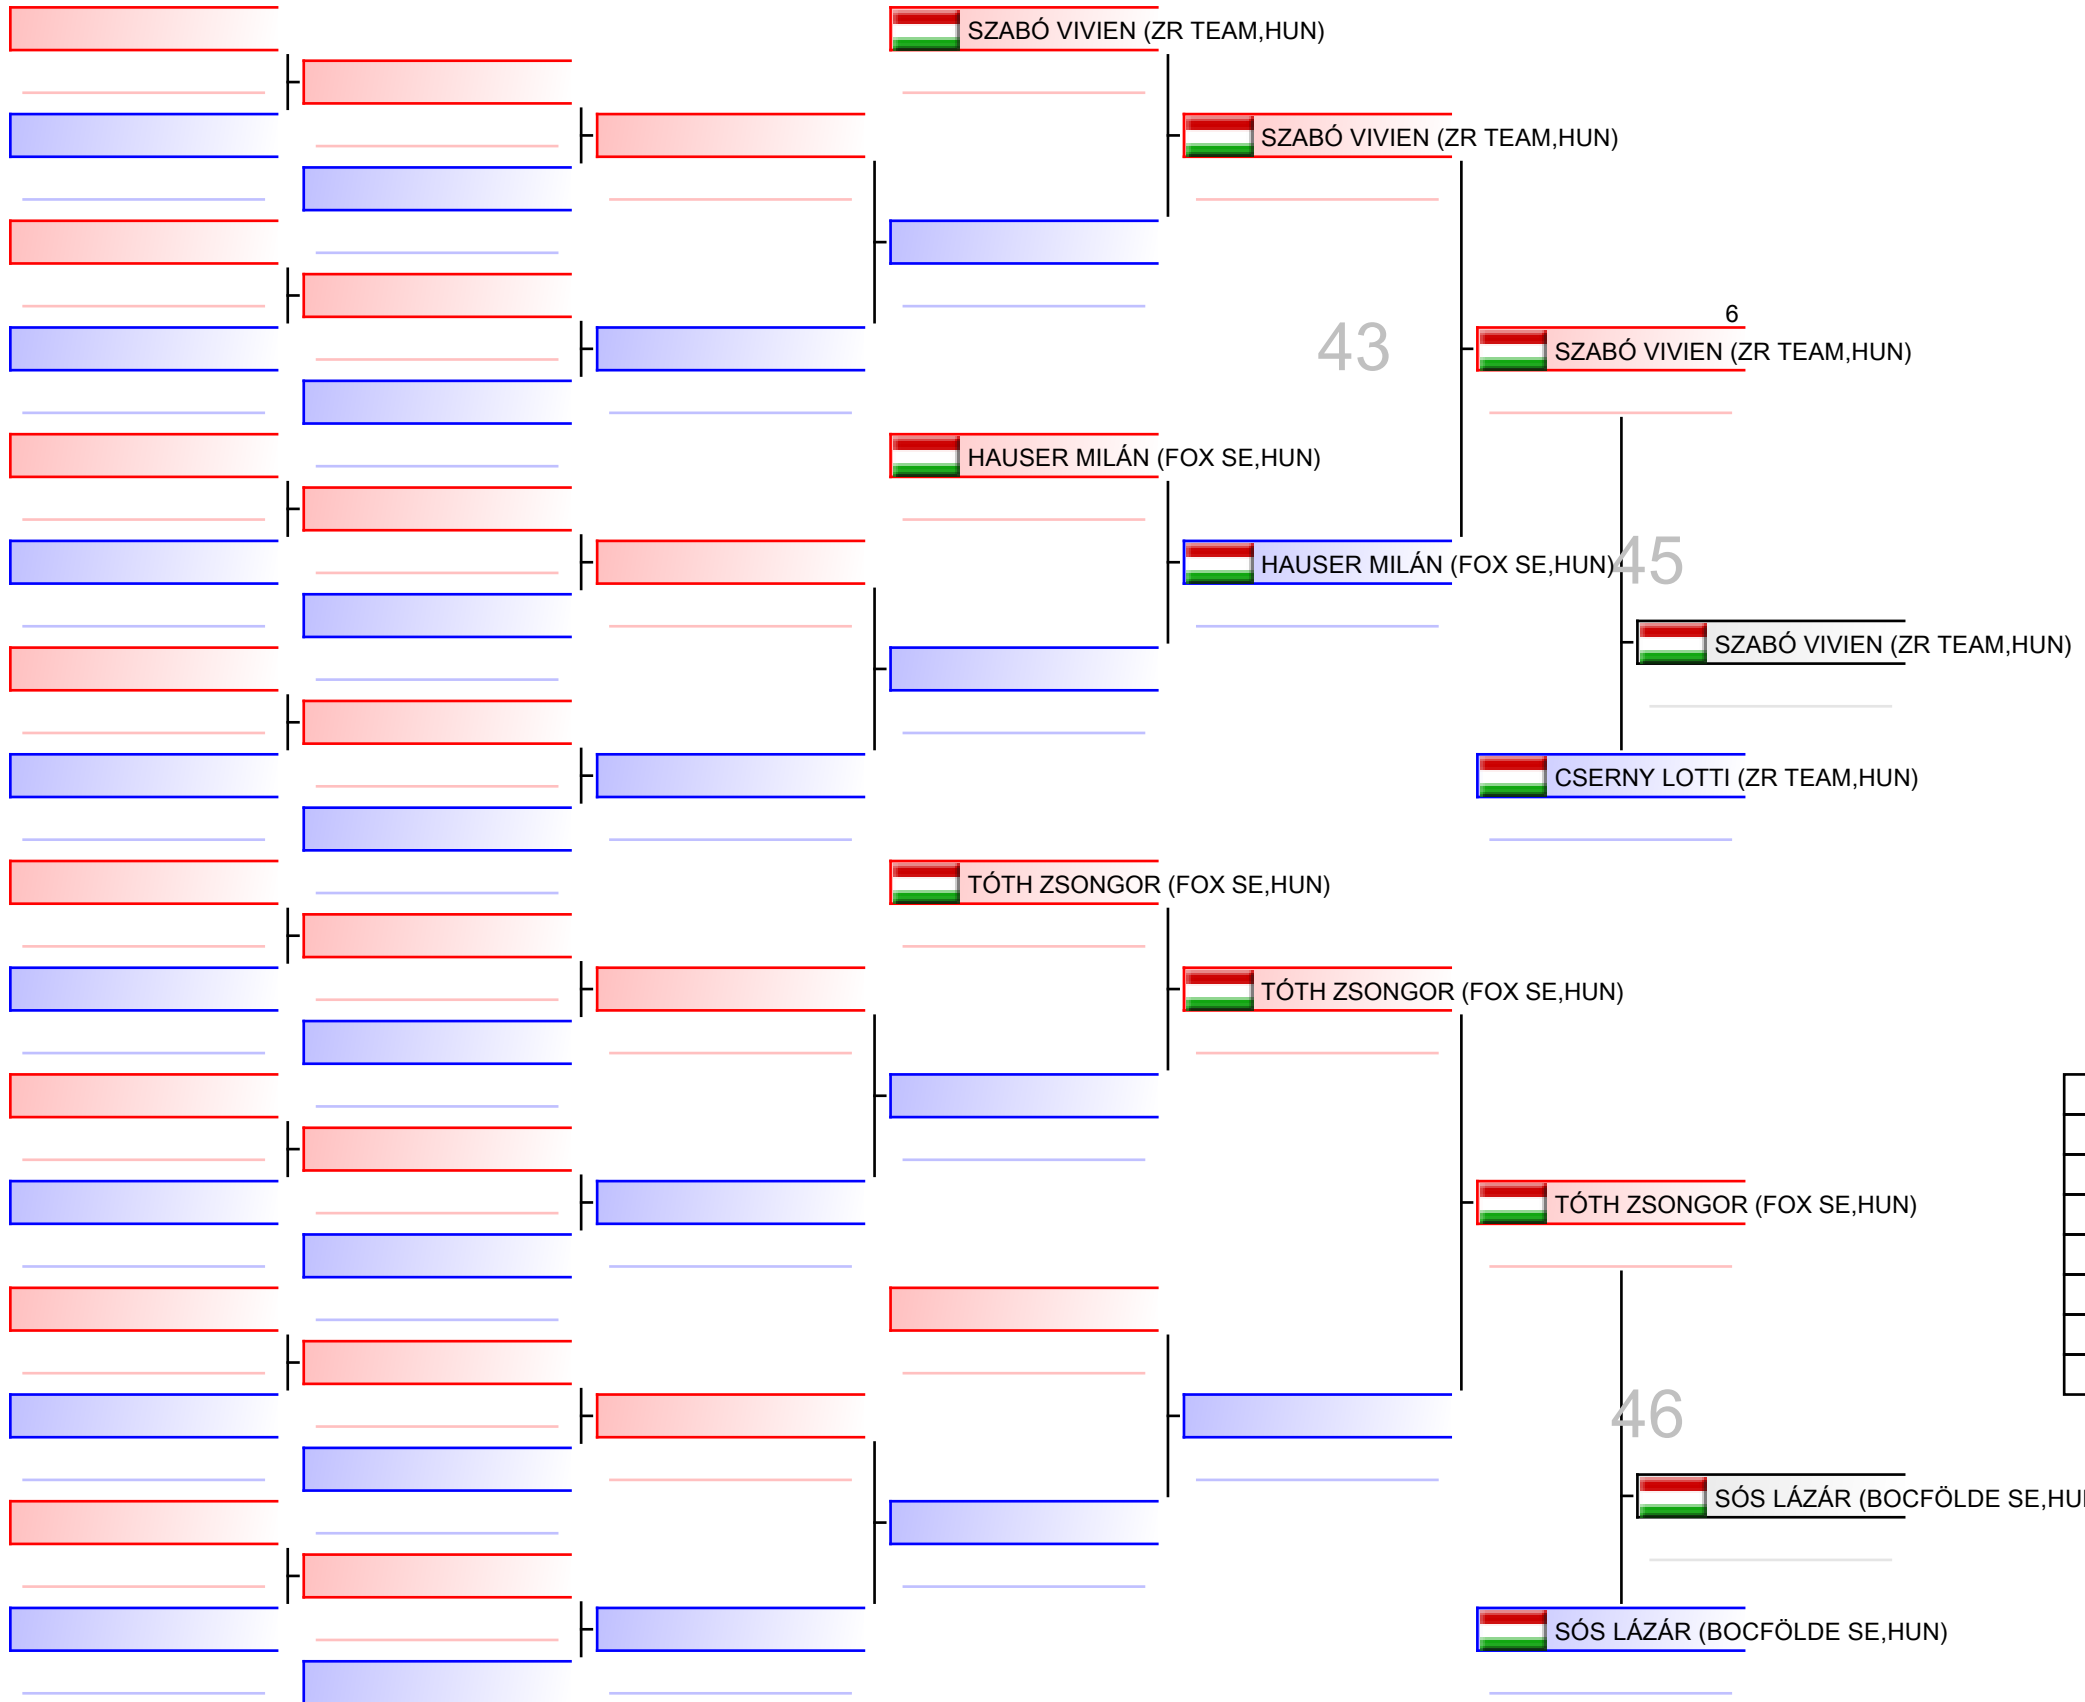 SZABÓ VIVIEN (ZR TEAM,HUN)
SZABÓ VIVIEN (ZR TEAM,HUN)
6
43
SZABÓ VIVIEN (ZR TEAM,HUN)
HAUSER MILÁN (FOX SE,HUN)
HAUSER MILÁN (FOX SE,HUN)
45
SZABÓ VIVIEN (ZR TEAM,HUN)
CSERNY LOTTI (ZR TEAM,HUN)
TÓTH ZSONGOR (FOX SE,HUN)
TÓTH ZSONGOR (FOX SE,HUN)
TÓTH ZSONGOR (FOX SE,HUN)
46
SÓS LÁZÁR (BOCFÖLDE SE,HU
SÓS LÁZÁR (BOCFÖLDE SE,HUN)